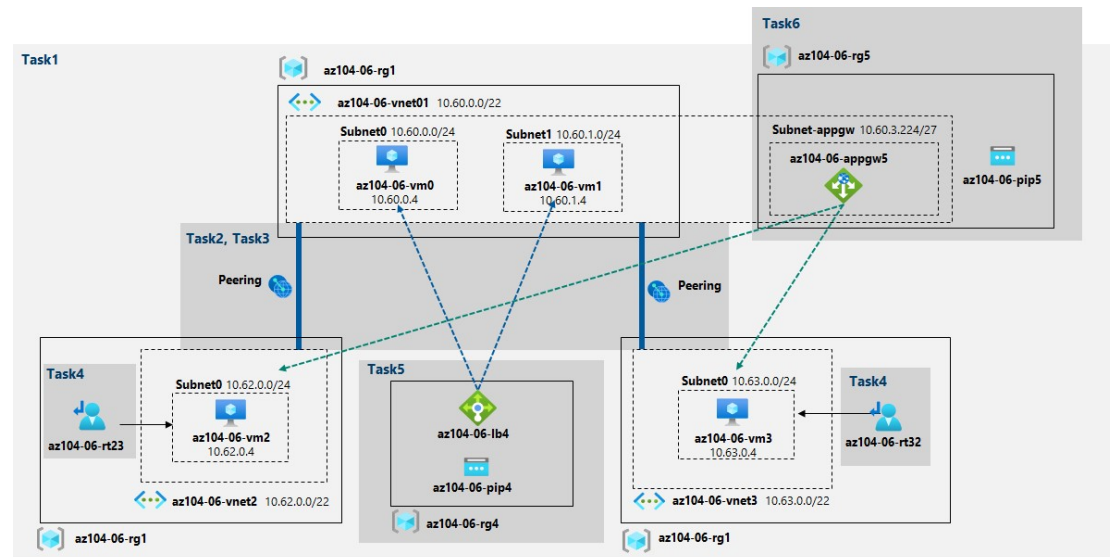 Task6
az104-06-rg5
Task1
az104-06-rg1
az104-06-vnet01 10.60.0.0/22
Subnet0 10.60.0.0/24
az104-06-vm0
10.60.0.4
Subnet1 10.60.1.0/24
az104-06-vm1
10.60.1.4
Subnet-appgw 10.60.3.224/27
az104-06-appgw5
az104-06-pip5
Task2, Task3
Peering
Peering
Task4
az104-06-rt23
Subnet0 10.62.0.0/24
az104-06-vm2
10.62.0.4
az104-06-vnet2 10.62.0.0/22
az104-06-rg1
Task5
az104-06-lb4
az104-06-pip4
az104-06-rg4
Subnet0 10.63.0.0/24
az104-06-vm3
10.63.0.4
Task4
az104-06-rt32
az104-06-vnet3 10.63.0.0/22
az104-06-rg1